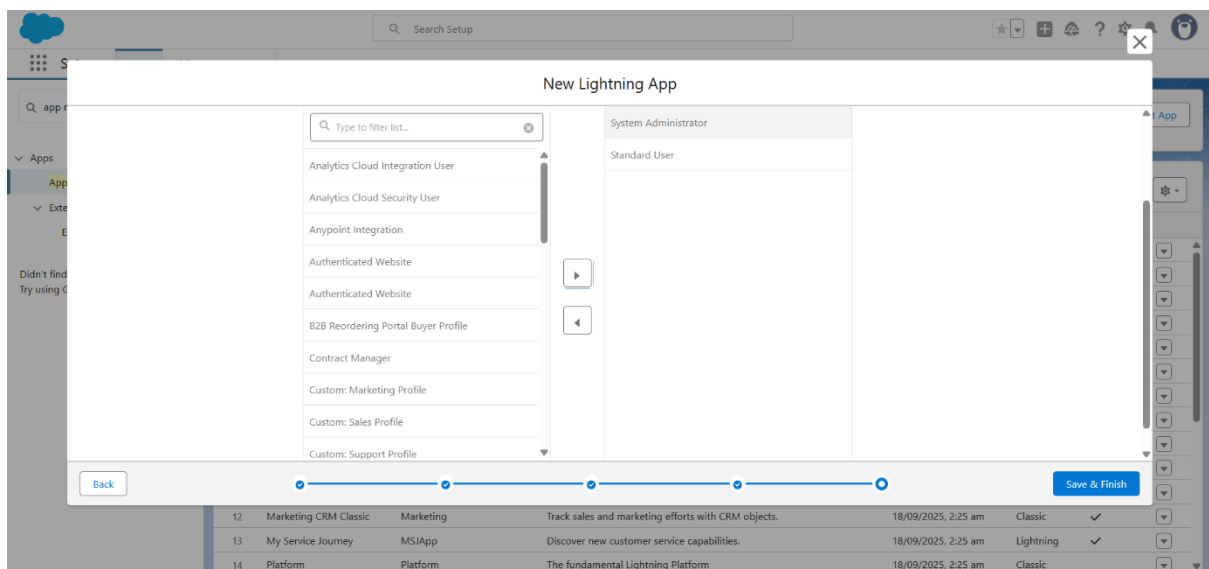 Search Setup
New Lightning App
Type to filter list...
Analytics Cloud Integration User
Analytics Cloud Security User
Anypoint Integration
Authenticated Website
Authenticated Website
B2B Reordering Portal Buyer Profile
Contract Manager
Custom: Marketing Profile
Custom: Sales Profile
Custom: Support Profile
System Administrator
Standard User
Back
Save & Finish
app
Apps
App
Exte
E
Didn't find
Try using
App
12 Marketing CRM Classic Marketing Track sales and marketing efforts with CRM objects. 18/09/2025, 2:25 am Classic
13 My Service Journey MSJApp Discover new customer service capabilities. 18/09/2025, 2:25 am Lightning
14 Platform Platform The fundamental Lightning Platform 18/09/2025, 2:25 am Classic